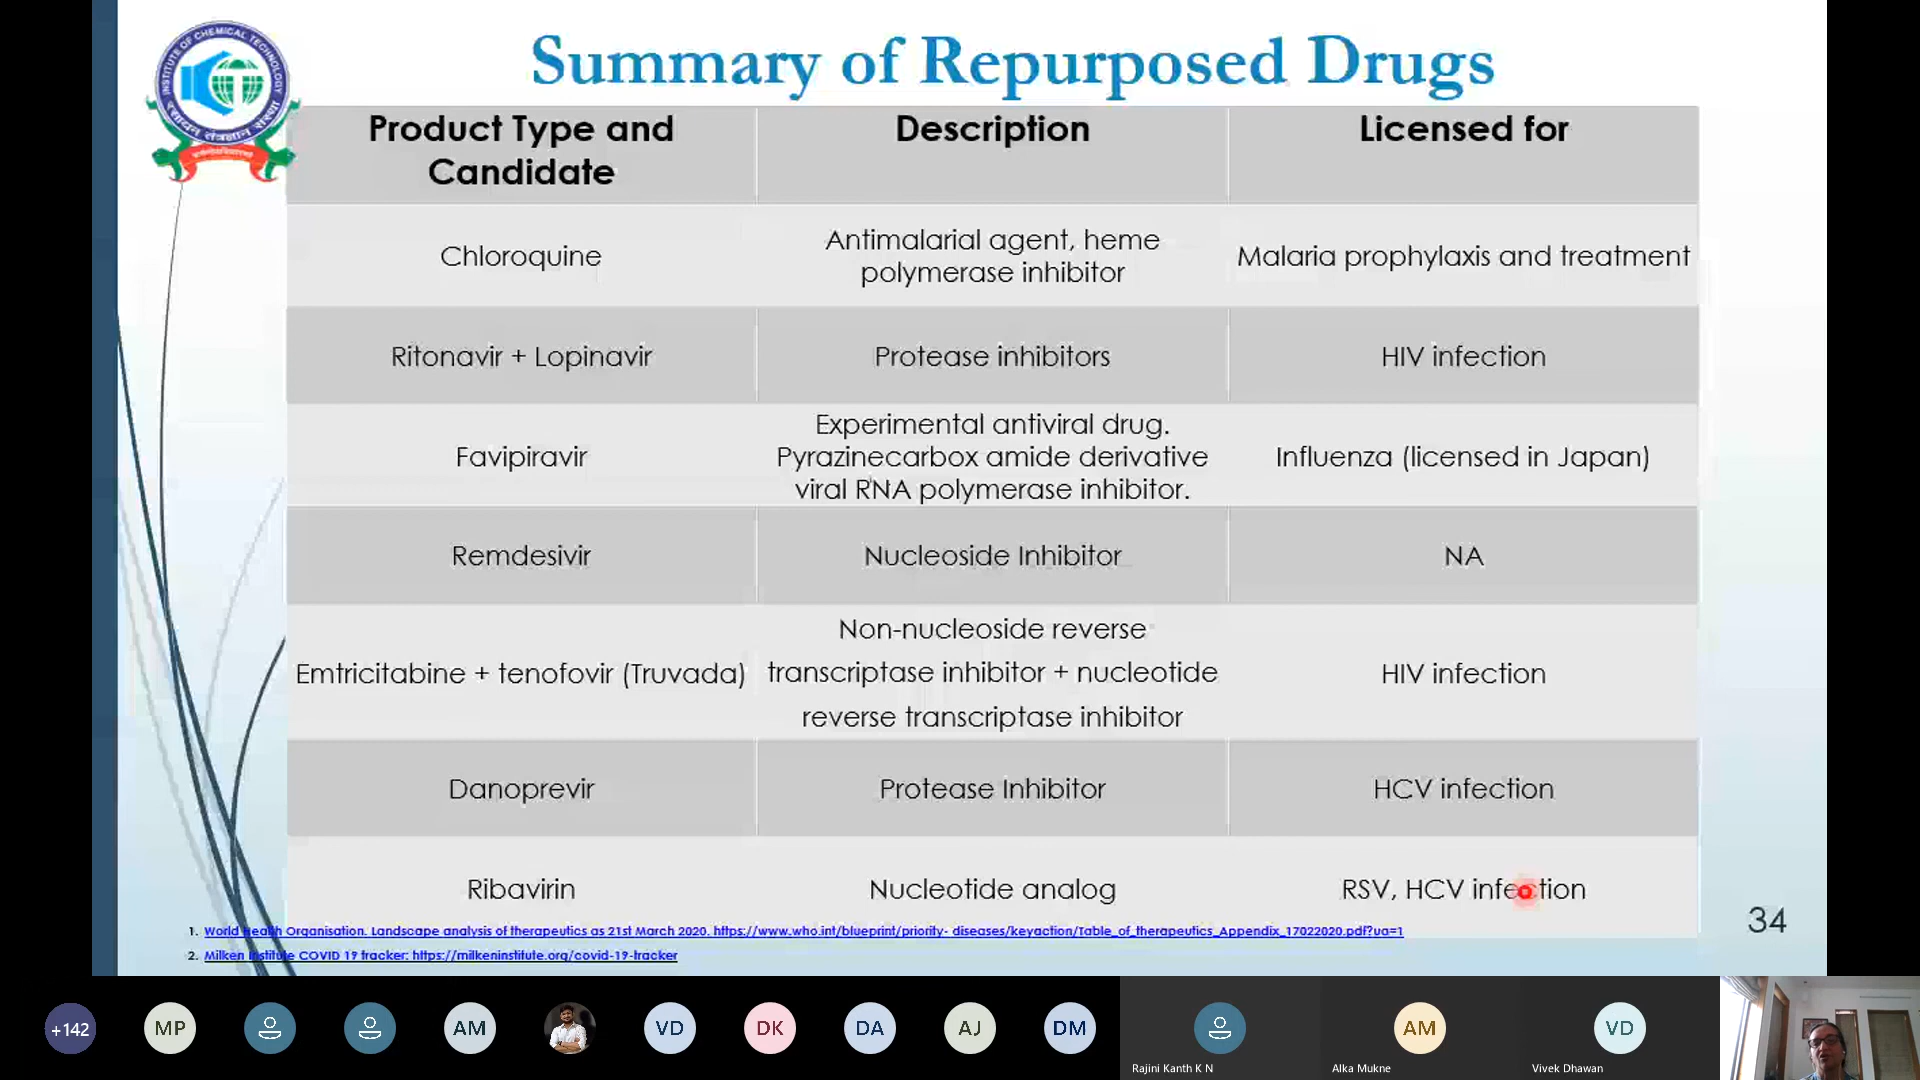 INSTITUTE OF CHEMICAL TECHNOLOGY
Summary of Repurposed Drugs
Product Type and
Candidate
Description
Licensed for
Chloroquine
Antimalarial agent, heme
polymerase inhibitor
Malaria prophylaxis and treatment
Ritonavir + Lopinavir
Protease inhibitors
HIV infection
Favipiravir
Experimental antiviral drug.
Pyrazinecarbox amide derivative
viral RNA polymerase inhibitor.
Influenza (licensed in Japan)
Remdesivir
Nucleoside Inhibitor
NA
Emtricitabine + tenofovir (Truvada)
Non-nucleoside reverse
transcriptase inhibitor + nucleotide
reverse transcriptase inhibitor
HIV infection
Danoprevir
Protease Inhibitor
HCV infection
Ribavirin
Nucleotide analog
RSV, HCV infection
1. World Health Organisation. Landscape analysis of therapeutics as 21st March 2020. https://www.who.int/blueprint/priority- diseases/keyaction/Table_of_therapeutics_Appendix_17022020.pdf?ua=1
2. Milken Institute COVID 19 tracker: https://milkeninstitute.org/covid-19-tracker
34
+142
MP
AM
VD
DK
DA
AJ
DM
AM
VD
Rajini Kanth K N
Alka Mukne
Vivek Dhawan